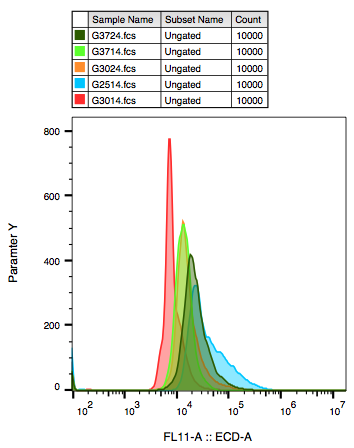 Sample Name Subset Name Count
G3724.fcs Ungated 10000
G3714.fcs Ungated 10000
G3024.fcs Ungated 10000
G2514.fcs Ungated 10000
G3014.fcs Ungated 10000
800
600
400
200
0
Paramter Y
10^2 10^3 10^4 10^5 10^6 10^7
FL11-A :: ECD-A